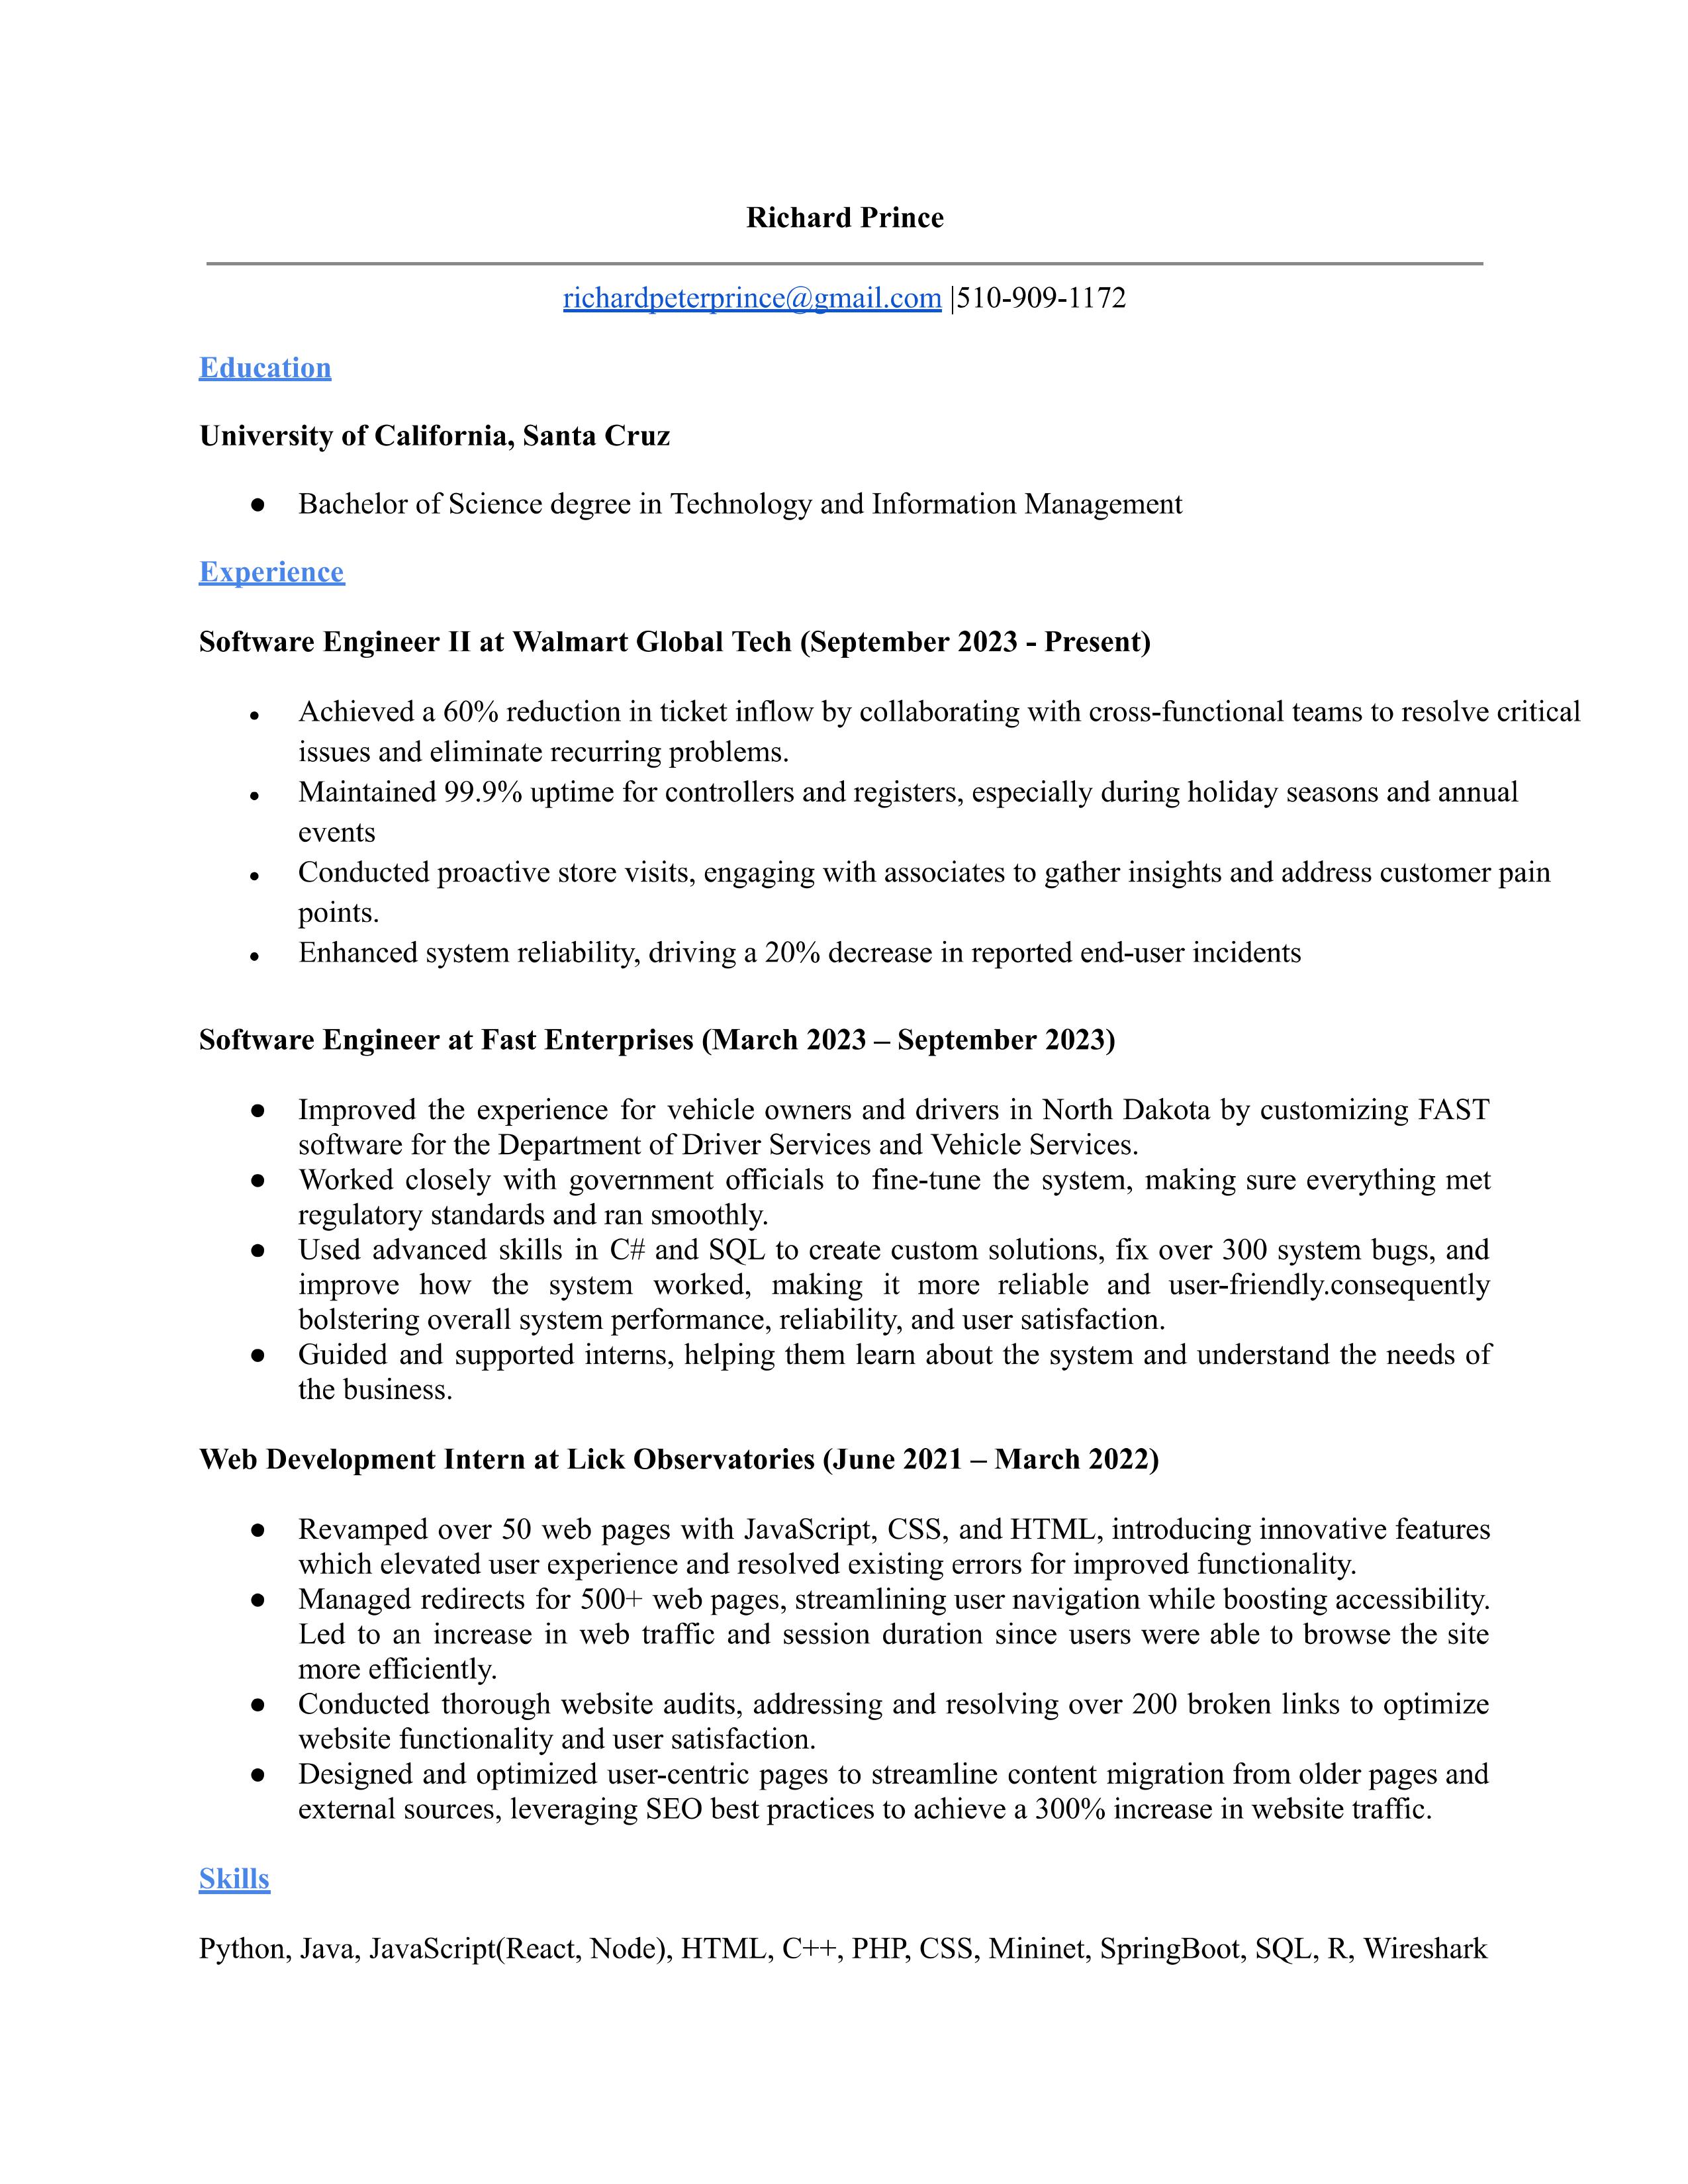 Richard Prince
richardpeterprince@gmail.com |510-909-1172
Education
University of California, Santa Cruz
● Bachelor of Science degree in Technology and Information Management
Experience
Software Engineer II at Walmart Global Tech (September 2023 - Present)
● Achieved a 60% reduction in ticket inflow by collaborating with cross-functional teams to resolve critical
issues and eliminate recurring problems.
● Maintained 99.9% uptime for controllers and registers, especially during holiday seasons and annual
events
● Conducted proactive store visits, engaging with associates to gather insights and address customer pain
points.
● Enhanced system reliability, driving a 20% decrease in reported end-user incidents
Software Engineer at Fast Enterprises (March 2023 – September 2023)
● Improved the experience for vehicle owners and drivers in North Dakota by customizing FAST
software for the Department of Driver Services and Vehicle Services.
● Worked closely with government officials to fine-tune the system, making sure everything met
regulatory standards and ran smoothly.
● Used advanced skills in C# and SQL to create custom solutions, fix over 300 system bugs, and
improve how the system worked, making it more reliable and user-friendly.consequently
bolstering overall system performance, reliability, and user satisfaction.
● Guided and supported interns, helping them learn about the system and understand the needs of
the business.
Web Development Intern at Lick Observatories (June 2021 – March 2022)
● Revamped over 50 web pages with JavaScript, CSS, and HTML, introducing innovative features
which elevated user experience and resolved existing errors for improved functionality.
● Managed redirects for 500+ web pages, streamlining user navigation while boosting accessibility.
Led to an increase in web traffic and session duration since users were able to browse the site
more efficiently.
● Conducted thorough website audits, addressing and resolving over 200 broken links to optimize
website functionality and user satisfaction.
● Designed and optimized user-centric pages to streamline content migration from older pages and
external sources, leveraging SEO best practices to achieve a 300% increase in website traffic.
Skills
Python, Java, JavaScript(React, Node), HTML, C++, PHP, CSS, Mininet, SpringBoot, SQL, R, Wireshark